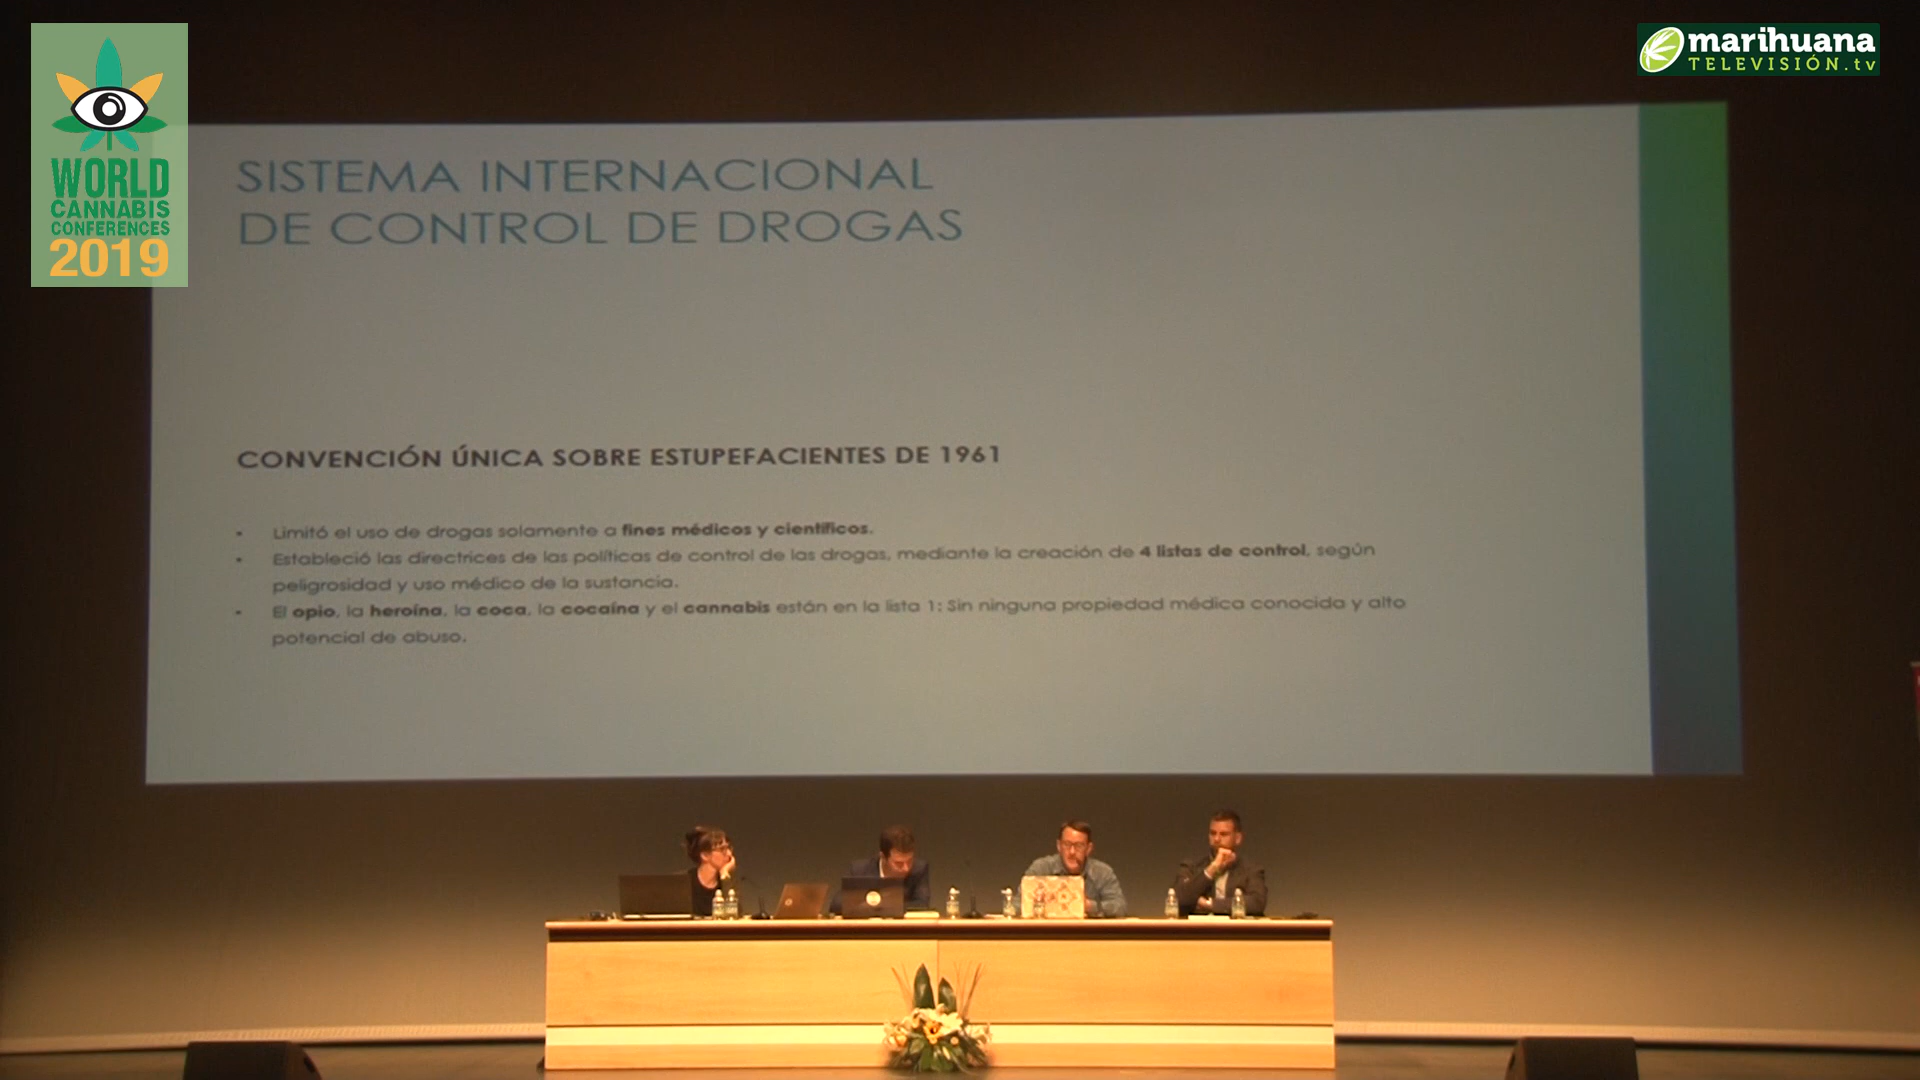 WORLD
CANNABIS
CONFERENCES
2019
marihuana
TELEVISIÓN.tv
SISTEMA INTERNACIONAL
DE CONTROL DE DROGAS
CONVENCIÓN ÚNICA SOBRE ESTUPEFACIENTES DE 1961
• Limitó el uso de drogas solamente a fines médicos y científicos.
• Estableció las directrices de las políticas de control de las drogas, mediante la creación de 4 listas de control, según
peligrosidad y uso médico de la sustancia.
• El opio, la heroína, la coca, la cocaína y el cannabis están en la lista 1: Sin ninguna propiedad médica conocida y alto
potencial de abuso.